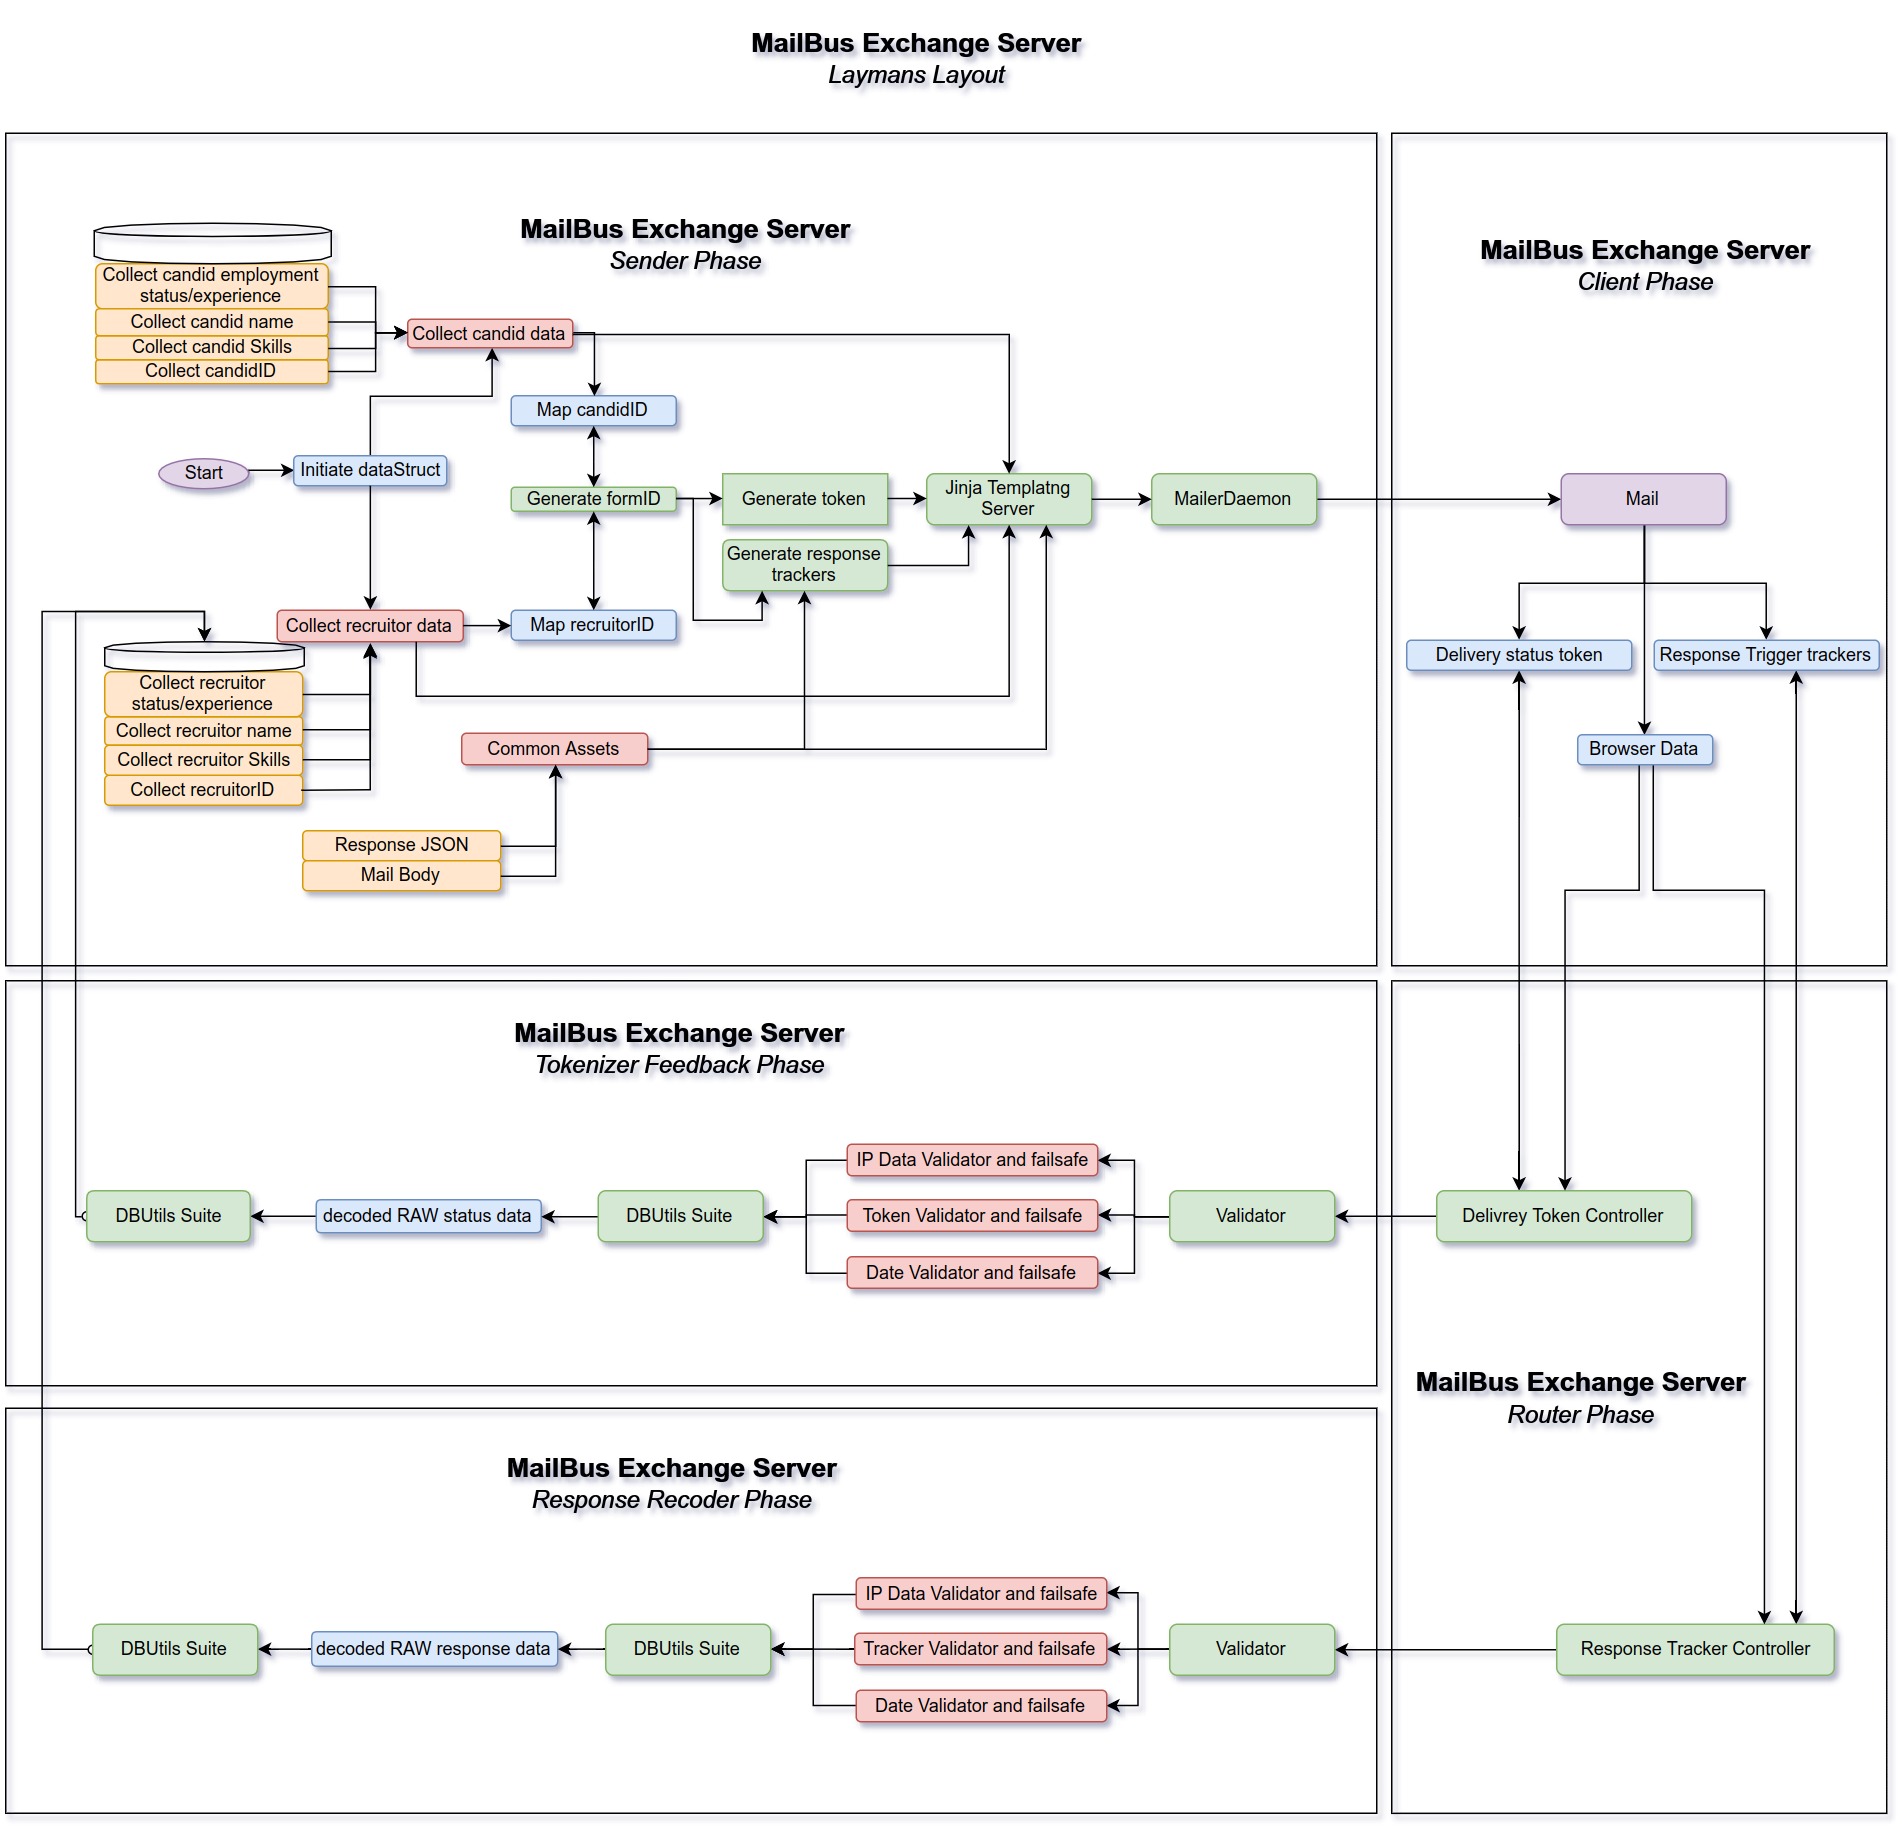 MailBus Exchange Server
Laymans Layout
MailBus Exchange Server
Sender Phase
Collect candid employment
status/experience
Collect candid name
Collect candid Skills
Collect candidID
Collect candid data
Map candidID
Start
Initiate dataStruct
Generate formID
Generate token
Jinja Templatng
Server
MailerDaemon
Generate response
trackers
Collect recruitor data
Map recruitorID
Collect recruitor
status/experience
Collect recruitor name
Collect recruitor Skills
Collect recruitorID
Common Assets
Response JSON
Mail Body
MailBus Exchange Server
Client Phase
Mail
Delivery status token
Response Trigger trackers
Browser Data
MailBus Exchange Server
Tokenizer Feedback Phase
DBUtils Suite
decoded RAW status data
DBUtils Suite
IP Data Validator and failsafe
Token Validator and failsafe
Date Validator and failsafe
Validator
Delivrey Token Controller
MailBus Exchange Server
Router Phase
MailBus Exchange Server
Response Recoder Phase
DBUtils Suite
decoded RAW response data
DBUtils Suite
IP Data Validator and failsafe
Tracker Validator and failsafe
Date Validator and failsafe
Validator
Response Tracker Controller